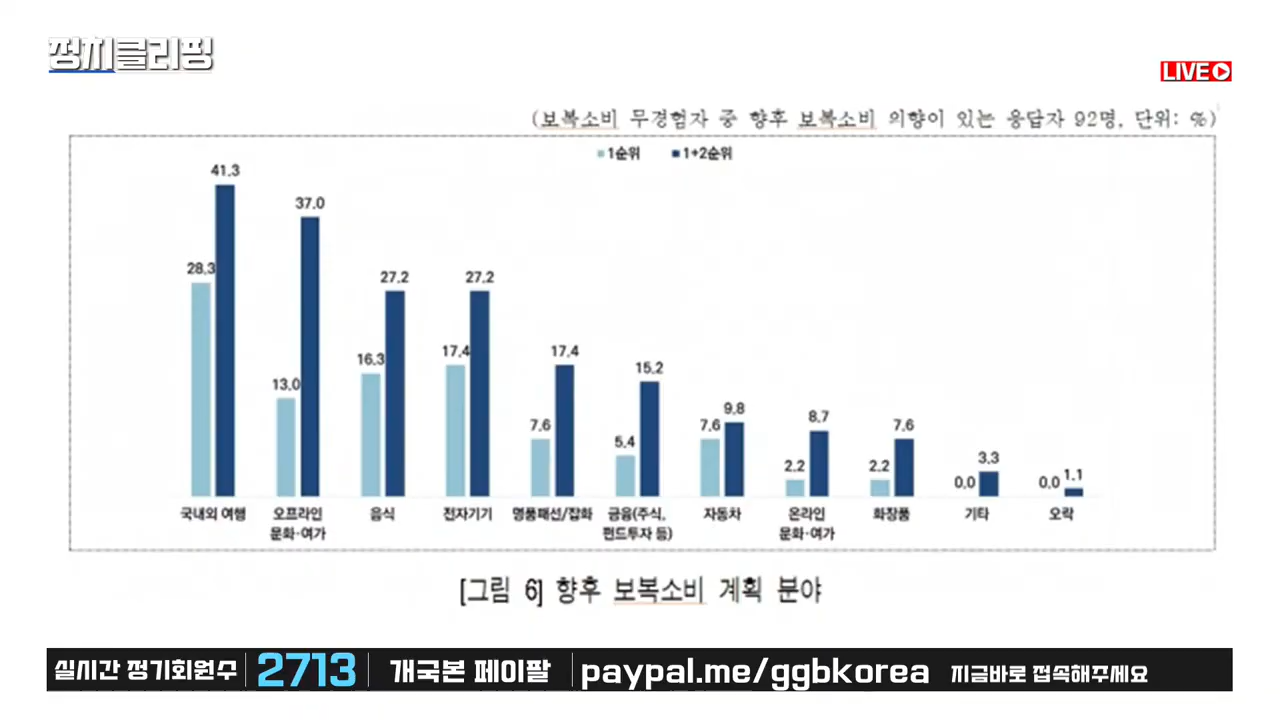 정치클리핑
LIVE
(보복소비 무경험자 중 향후 보복소비 의향이 있는 응답자 92명, 단위: %)
1순위 1+2순위
28.3 41.3
13.0 37.0
16.3 27.2
17.4 27.2
7.6 17.4
5.4 15.2
7.6 9.8
2.2 8.7
2.2 7.6
0.0 3.3
0.0 1.1
국내외 여행
오프라인
문화·여가
음식
전자기기
명품패션/잡화
금융(주식,
펀드투자 등)
자동차
온라인
문화·여가
화장품
기타
오락
[그림 6] 향후 보복소비 계획 분야
실시간 정기회원수 2713 개국본 페이팔 paypal.me/ggbkorea 지금바로 접속해주세요